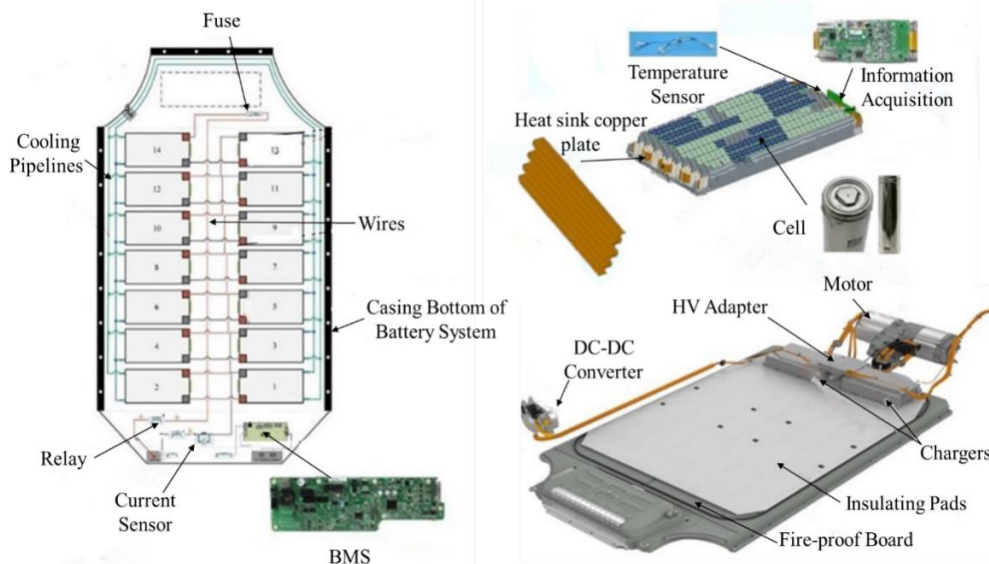 Fuse
Cooling
Pipelines
14
13
12
11
10
9
Wires
8
7
6
5
Casing Bottom of
Battery System
4
3
2
1
Relay
Current
Sensor
BMS
Temperature
Sensor
Information
Acquisition
Heat sink copper
plate
Cell
Motor
HV Adapter
DC-DC
Converter
Chargers
Insulating Pads
Fire-proof Board